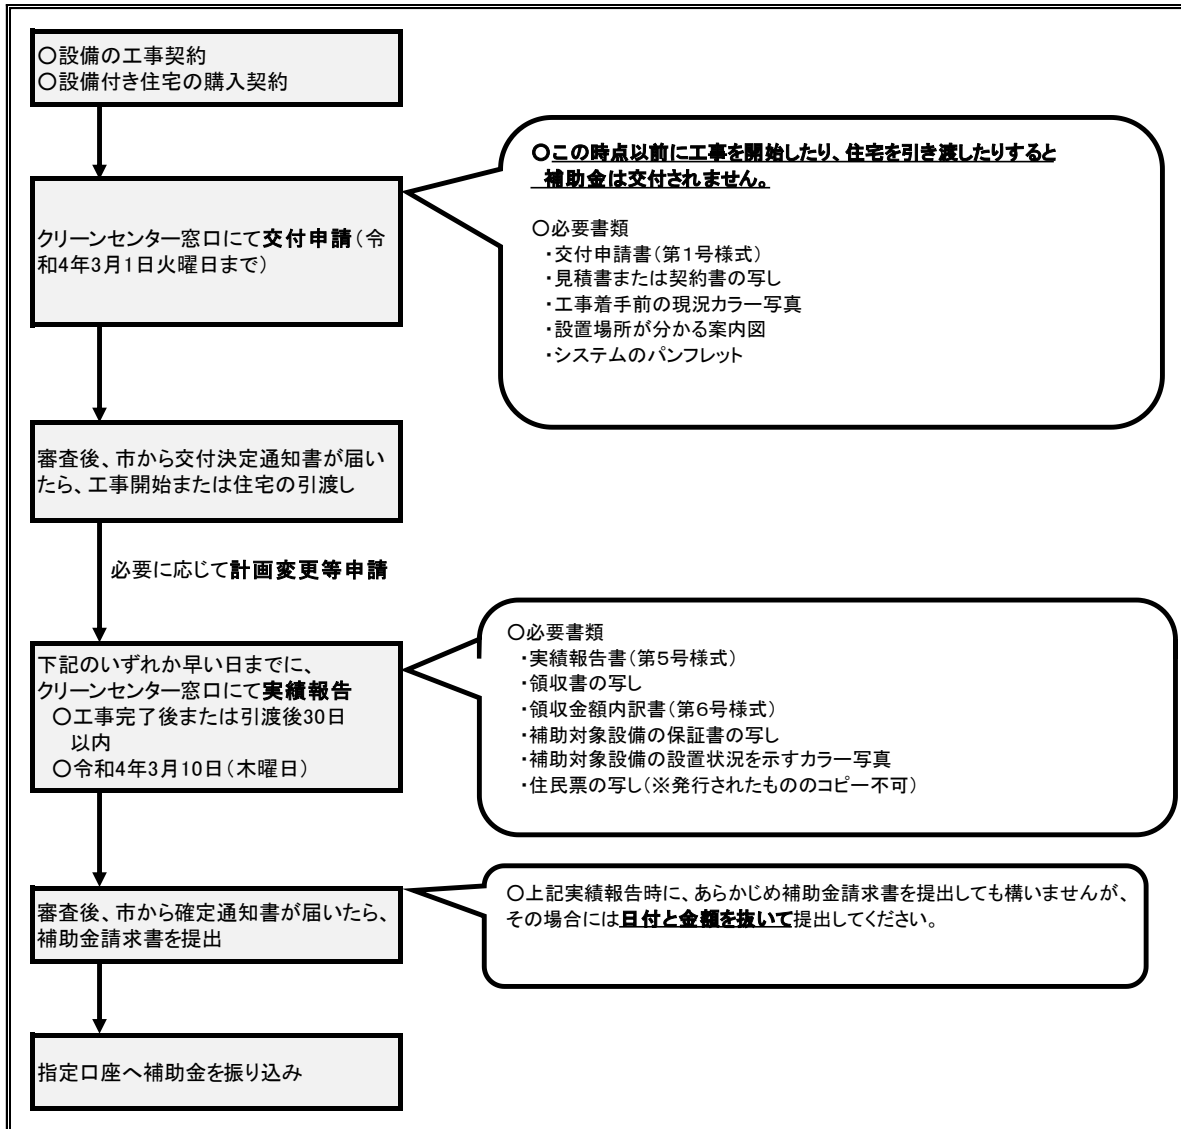 〇設備の工事契約
〇設備付き住宅の購入契約
〇この時点以前に工事を開始したり、住宅を引き渡したりすると
補助金は交付されません。
〇必要書類
・交付申請書(第1号様式)
・見積書または契約書の写し
・工事着手前の現況カラー写真
・設置場所が分かる案内図
・システムのパンフレット
クリーンセンター窓口にて交付申請(令
和4年3月1日火曜日まで)
審査後、市から交付決定通知書が届い
たら、工事開始または住宅の引渡し
必要に応じて計画変更等申請
下記のいずれか早い日までに、
クリーンセンター窓口にて実績報告
〇工事完了後または引渡後30日
以内
〇令和4年3月10日(木曜日)
〇必要書類
・実績報告書(第5号様式)
・領収書の写し
・領収金額内訳書(第6号様式)
・補助対象設備の保証書の写し
・補助対象設備の設置状況を示すカラー写真
・住民票の写し(※発行されたもののコピー不可)
審査後、市から確定通知書が届いたら、
補助金請求書を提出
〇上記実績報告時に、あらかじめ補助金請求書を提出しても構いませんが、
その場合には日付と金額を抜いて提出してください。
指定口座へ補助金を振り込み